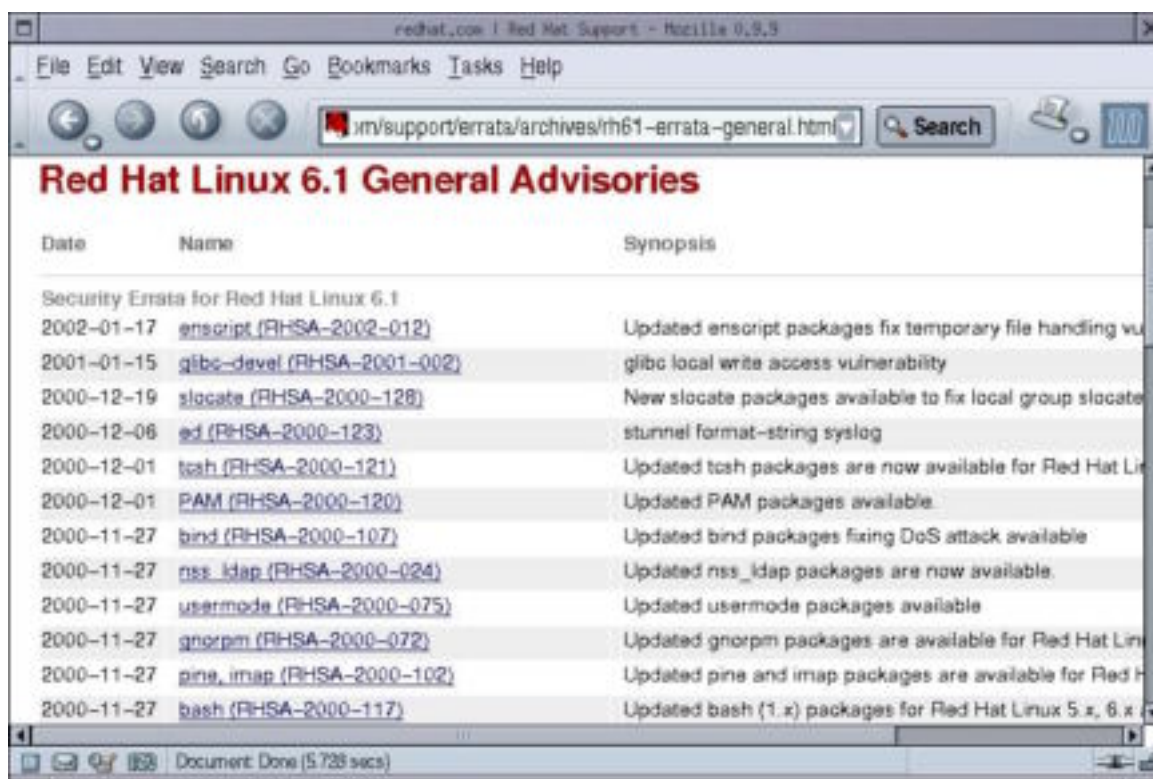 redhat.com | Red Hat Support - Mozilla 0.9.9
File Edit View Search Go Bookmarks Tasks Help
om/support/errata/archives/rh61-errata-general.html Search
Red Hat Linux 6.1 General Advisories
Date Name Synopsis
Security Errata for Red Hat Linux 6.1
2002-01-17 enscript (RHSA-2002-012) Updated enscript packages fix temporary file handling vu
2001-01-15 glibc-devel (RHSA-2001-002) glibc local write access vulnerability
2000-12-19 slocate (RHSA-2000-128) New slocate packages available to fix local group slocate
2000-12-06 ed (RHSA-2000-123) stunnel format-string syslog
2000-12-01 tcsh (RHSA-2000-121) Updated tcsh packages are now available for Red Hat Lin
2000-12-01 PAM (RHSA-2000-120) Updated PAM packages available.
2000-11-27 bind (RHSA-2000-107) Updated bind packages fixing DoS attack available
2000-11-27 nss_ldap (RHSA-2000-024) Updated nss_ldap packages are now available.
2000-11-27 usermode (RHSA-2000-075) Updated usermode packages available
2000-11-27 gnorpm (RHSA-2000-072) Updated gnorpm packages are available for Red Hat Linu
2000-11-27 pine, imap (RHSA-2000-102) Updated pine and imap packages are available for Red H
2000-11-27 bash (RHSA-2000-117) Updated bash (1.x) packages for Red Hat Linux 5.x, 6.x
Document: Done (5.728 secs)